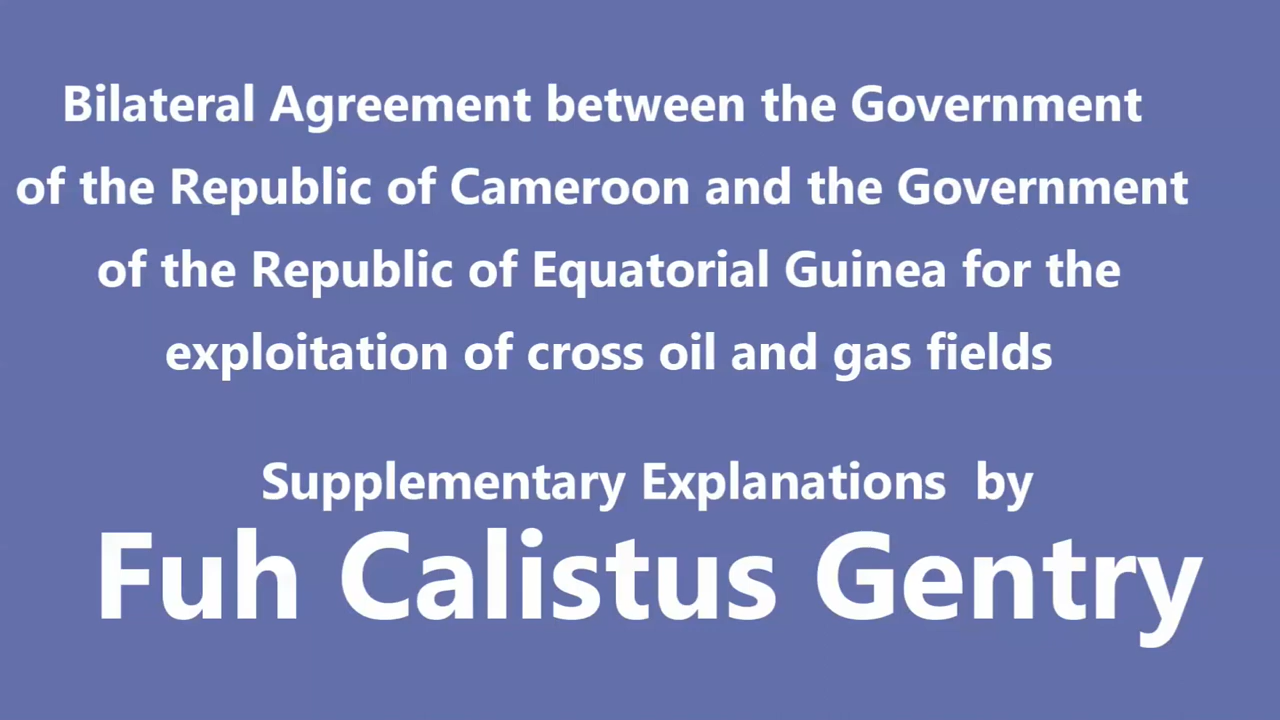 Bilateral Agreement between the Government
of the Republic of Cameroon and the Government
of the Republic of Equatorial Guinea for the
exploitation of cross oil and gas fields
Supplementary Explanations by
Fuh Calistus Gentry